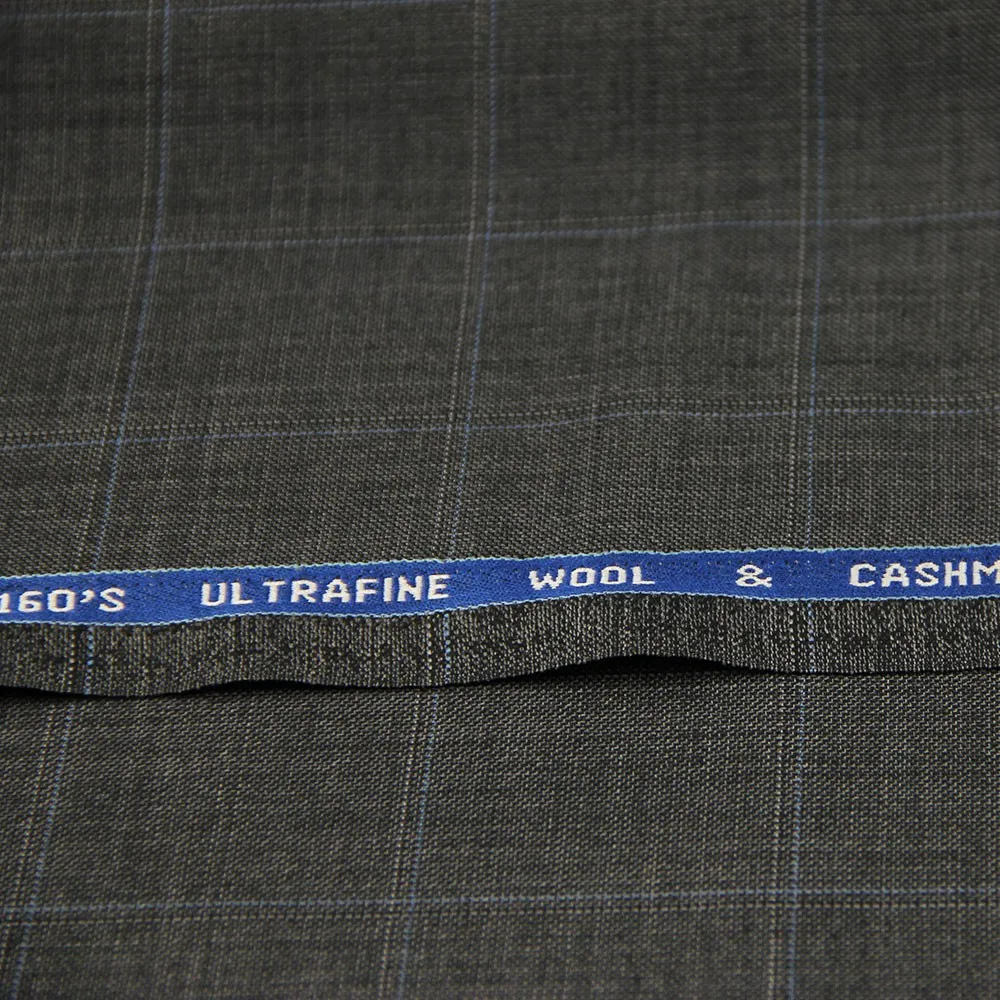 160'S ULTRAFINE WOOL & CASHM